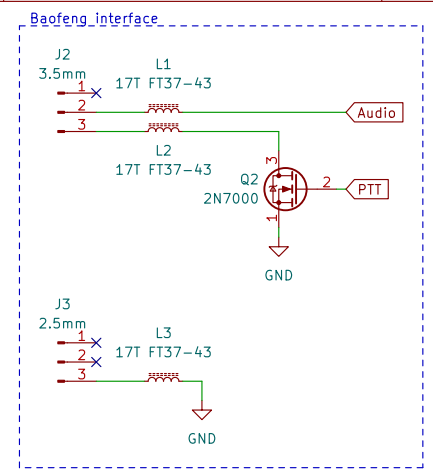 Baofeng interface
J2
3.5mm
1
2
3
L1
17T FT37-43
Audio
L2
17T FT37-43
3
Q2
2N7000
2
PTT
1
GND
J3
2.5mm
1
2
3
L3
17T FT37-43
GND